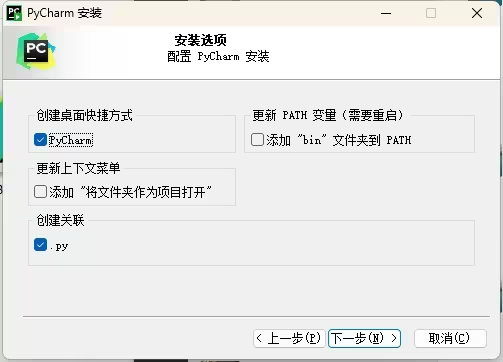 PyCharm 安装
PC
安装选项
配置 PyCharm 安装
创建桌面快捷方式
PyCharm
更新 PATH 变量（需要重启）
添加 "bin" 文件夹到 PATH
更新上下文菜单
添加 "将文件夹作为项目打开"
创建关联
.py
< 上一步(P)
下一步(N) >
取消(C)